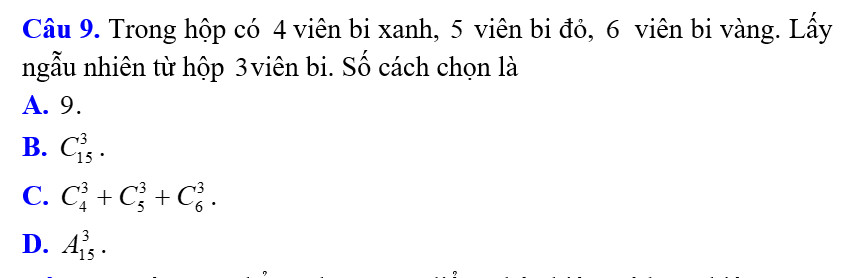 Câu 9. Trong hộp có 4 viên bi xanh, 5 viên bi đỏ, 6 viên bi vàng. Lấy
ngẫu nhiên từ hộp 3viên bi. Số cách chọn là
A. 9.
B. $C_{15}^{3}$.
C. $C_{4}^{3} + C_{5}^{3} + C_{6}^{3}$.
D. $A_{15}^{3}$.